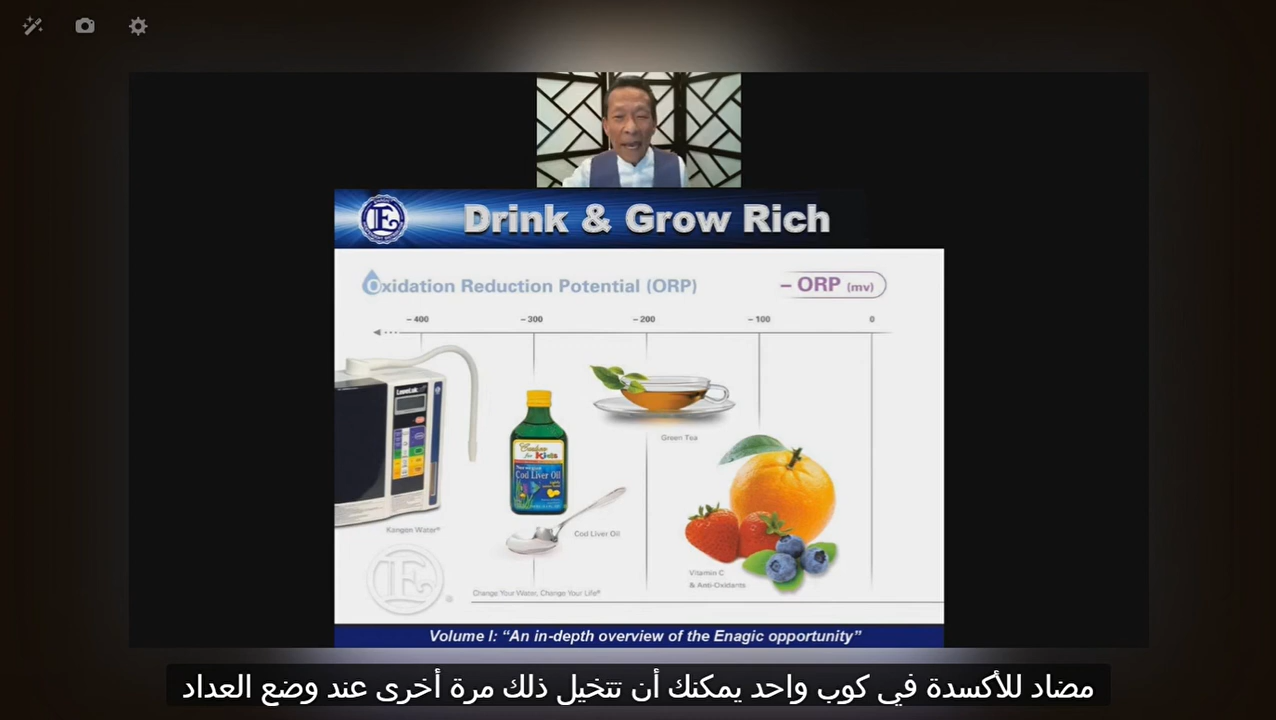 Drink & Grow Rich
Oxidation Reduction Potential (ORP)
– ORP (mv)
– 400
– 300
– 200
– 100
0
Green Tea
for Kids
Cod Liver Oil
Cod Liver Oil
Kangen Water®
Vitamin C
& Anti-Oxidants
E
Change Your Water, Change Your Life®
Volume I: “An in-depth overview of the Enagic opportunity”
مضاد للأكسدة في كوب واحد يمكنك أن تتخيل ذلك مرة أخرى عند وضع العداد